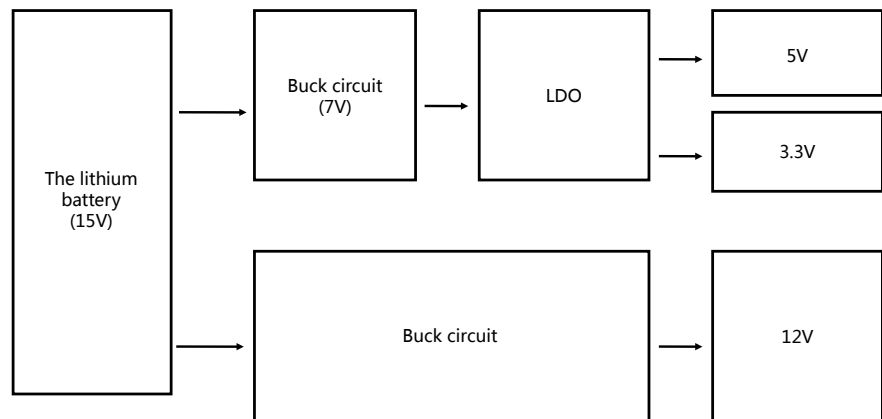 The lithium
battery
(15V)
Buck circuit
(7V)
LDO
5V
3.3V
Buck circuit
12V